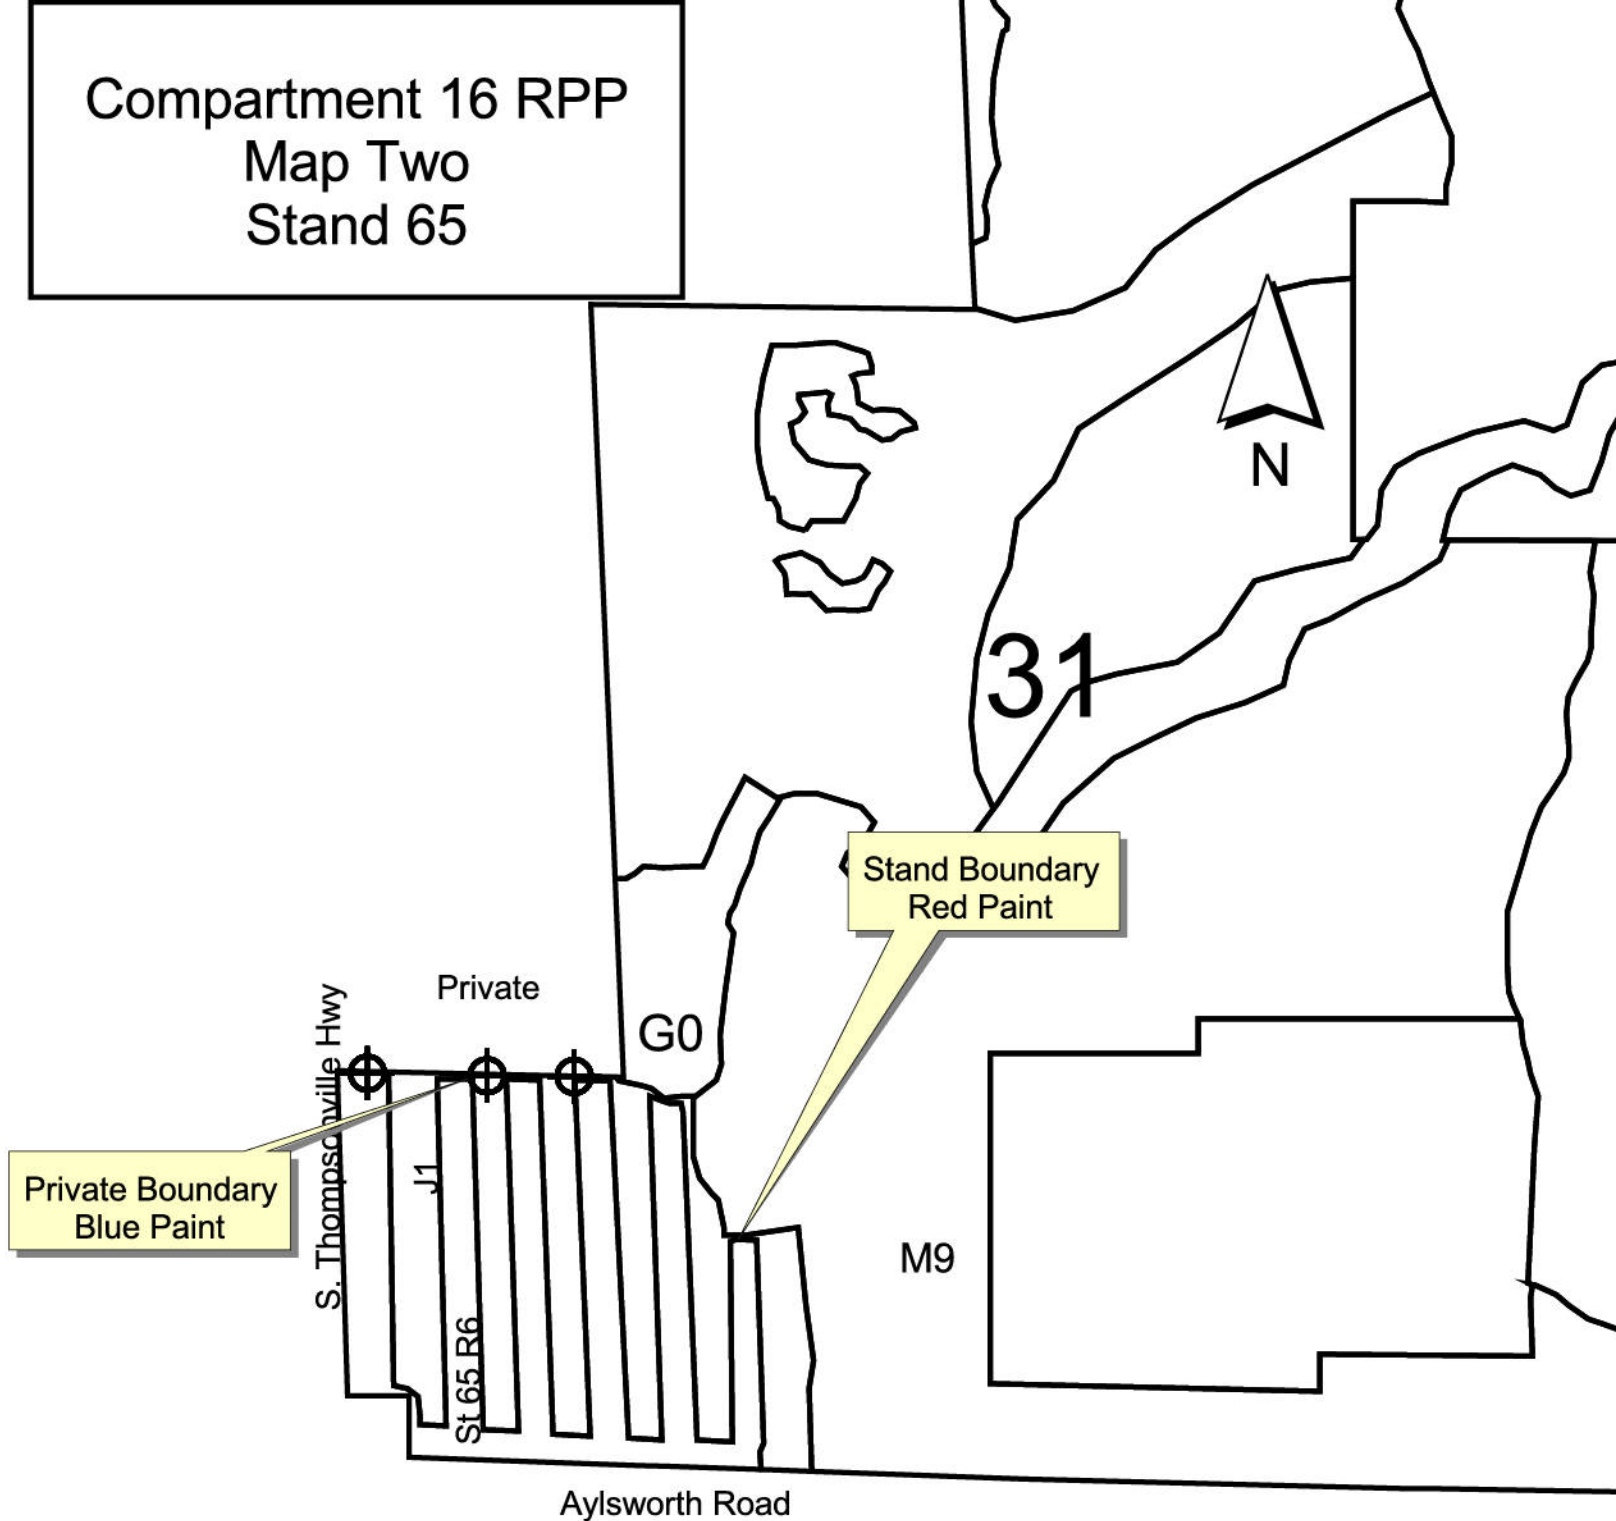 Compartment 16 RPP
Map Two
Stand 65
N
31
Stand Boundary
Red Paint
Private
S. Thompsonville Hwy
G0
J1
Private Boundary
Blue Paint
M9
St 65 R6
Aylsworth Road